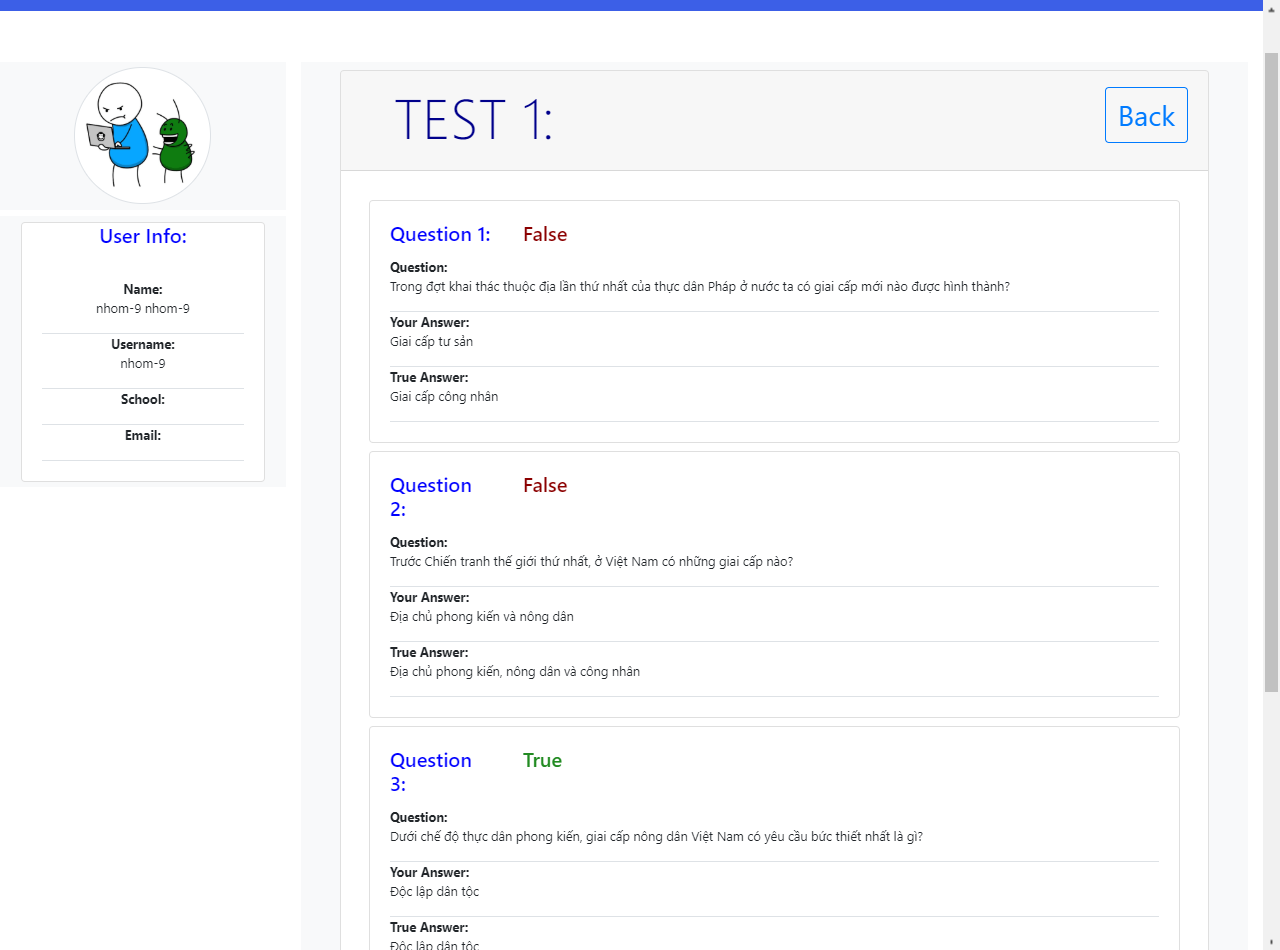 TEST 1:
Back
User Info:
Name:
nhom-9 nhom-9
Username:
nhom-9
School:
Email:
Question 1:
False
Question:
Trong đợt khai thác thuộc địa lần thứ nhất của thực dân Pháp ở nước ta có giai cấp mới nào được hình thành?
Your Answer:
Giai cấp tư sản
True Answer:
Giai cấp công nhân
Question
2:
False
Question:
Trước Chiến tranh thế giới thứ nhất, ở Việt Nam có những giai cấp nào?
Your Answer:
Địa chủ phong kiến và nông dân
True Answer:
Địa chủ phong kiến, nông dân và công nhân
Question
3:
True
Question:
Dưới chế độ thực dân phong kiến, giai cấp nông dân Việt Nam có yêu cầu bức thiết nhất là gì?
Your Answer:
Độc lập dân tộc
True Answer:
Độc lập dân tộc